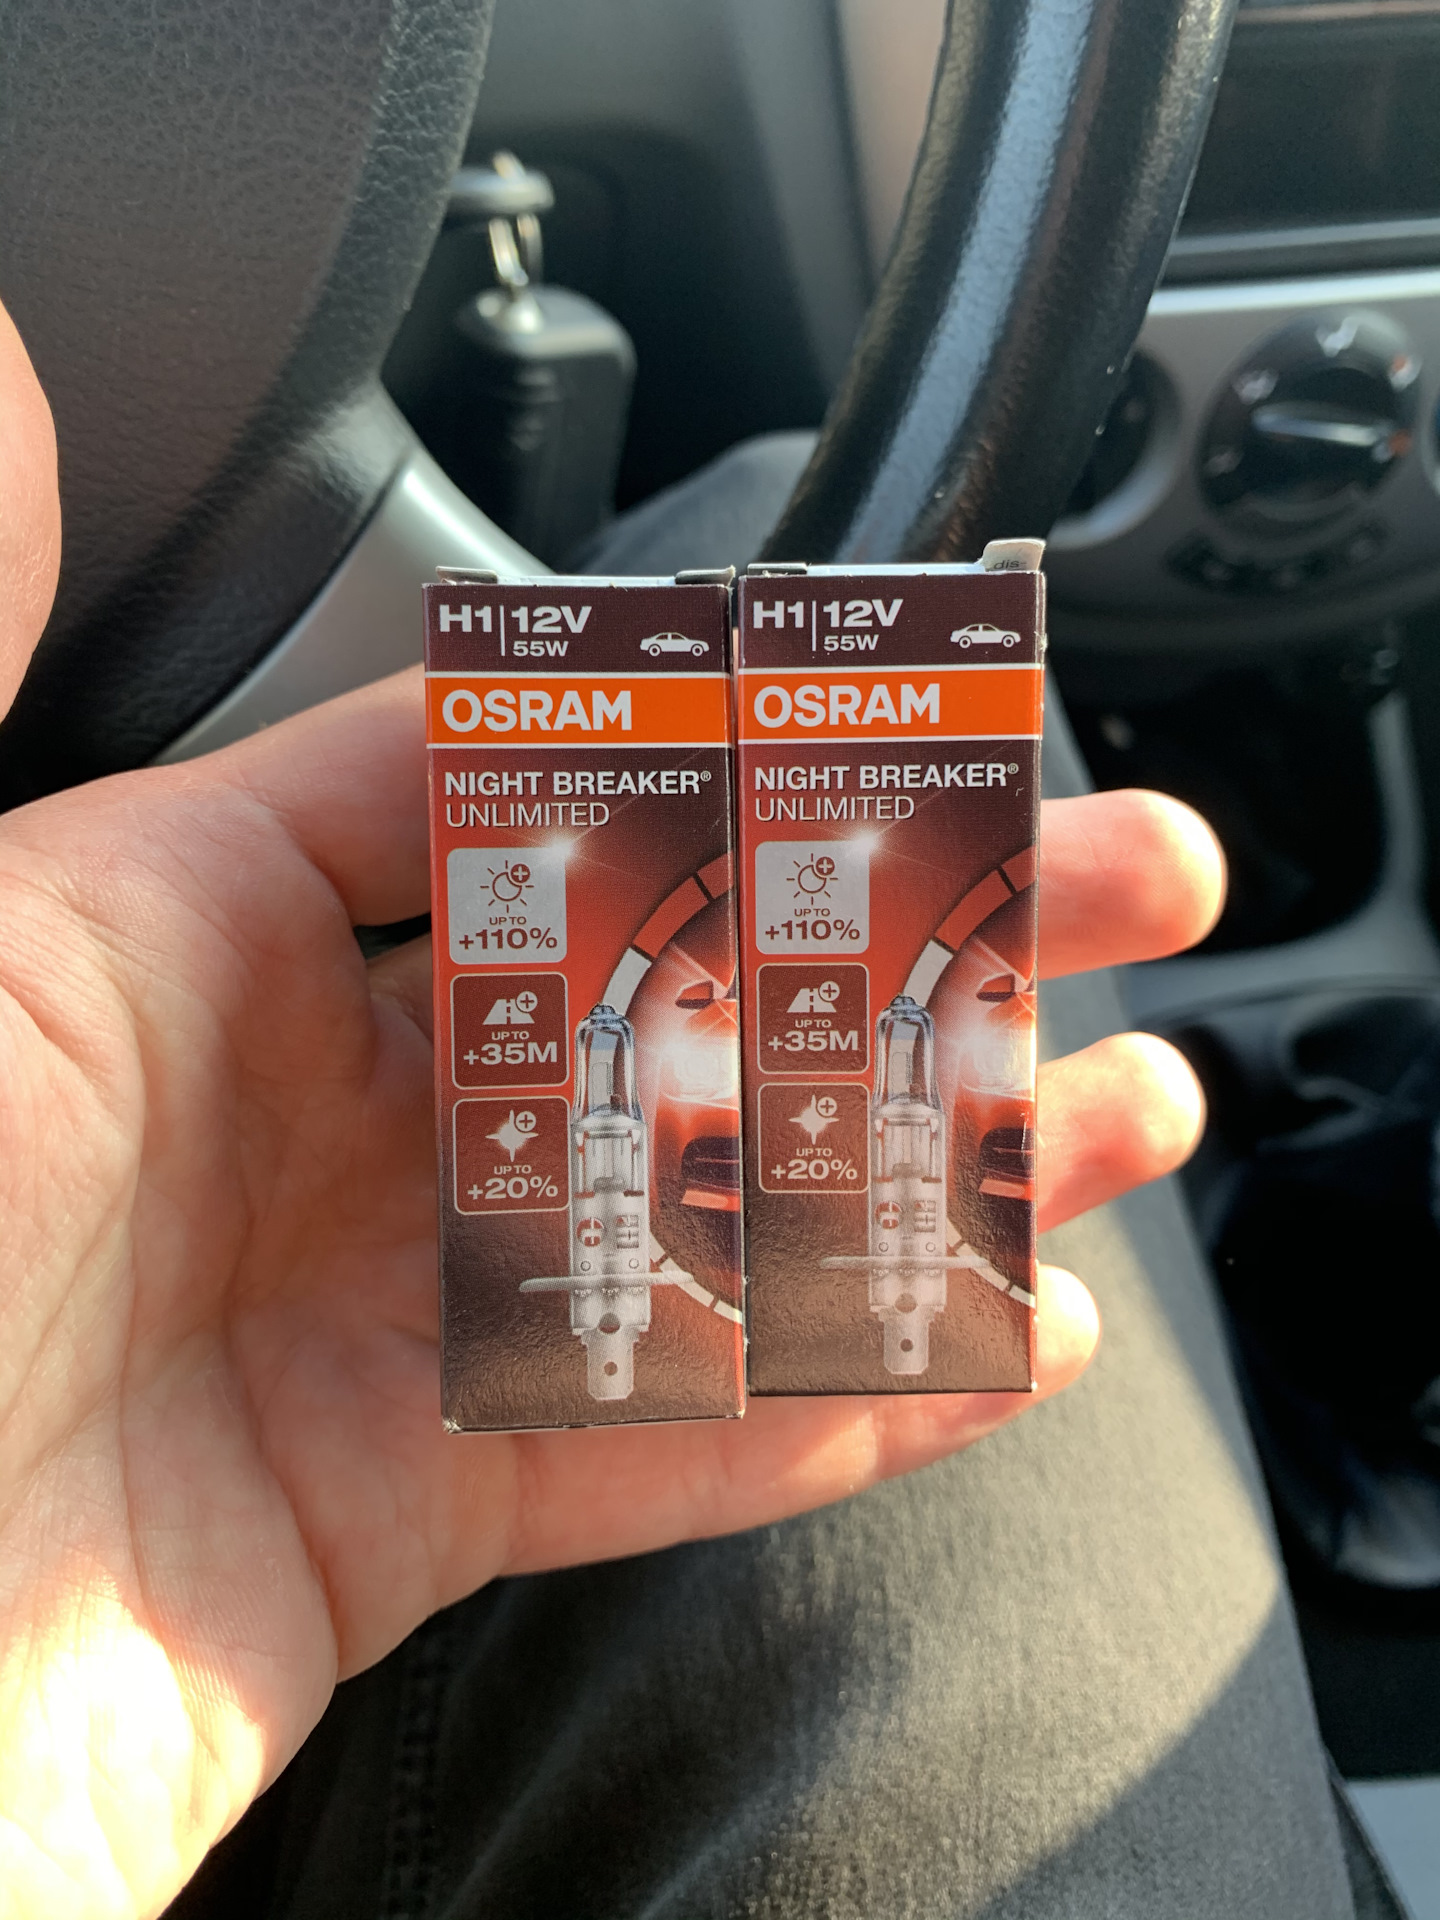 H1 12V
55W
OSRAM
NIGHT BREAKER®
UNLIMITED
UP TO
+110%
UP TO
+35M
UP TO
+20%
dis-
H1 12V
55W
OSRAM
NIGHT BREAKER®
UNLIMITED
UP TO
+110%
UP TO
+35M
UP TO
+20%